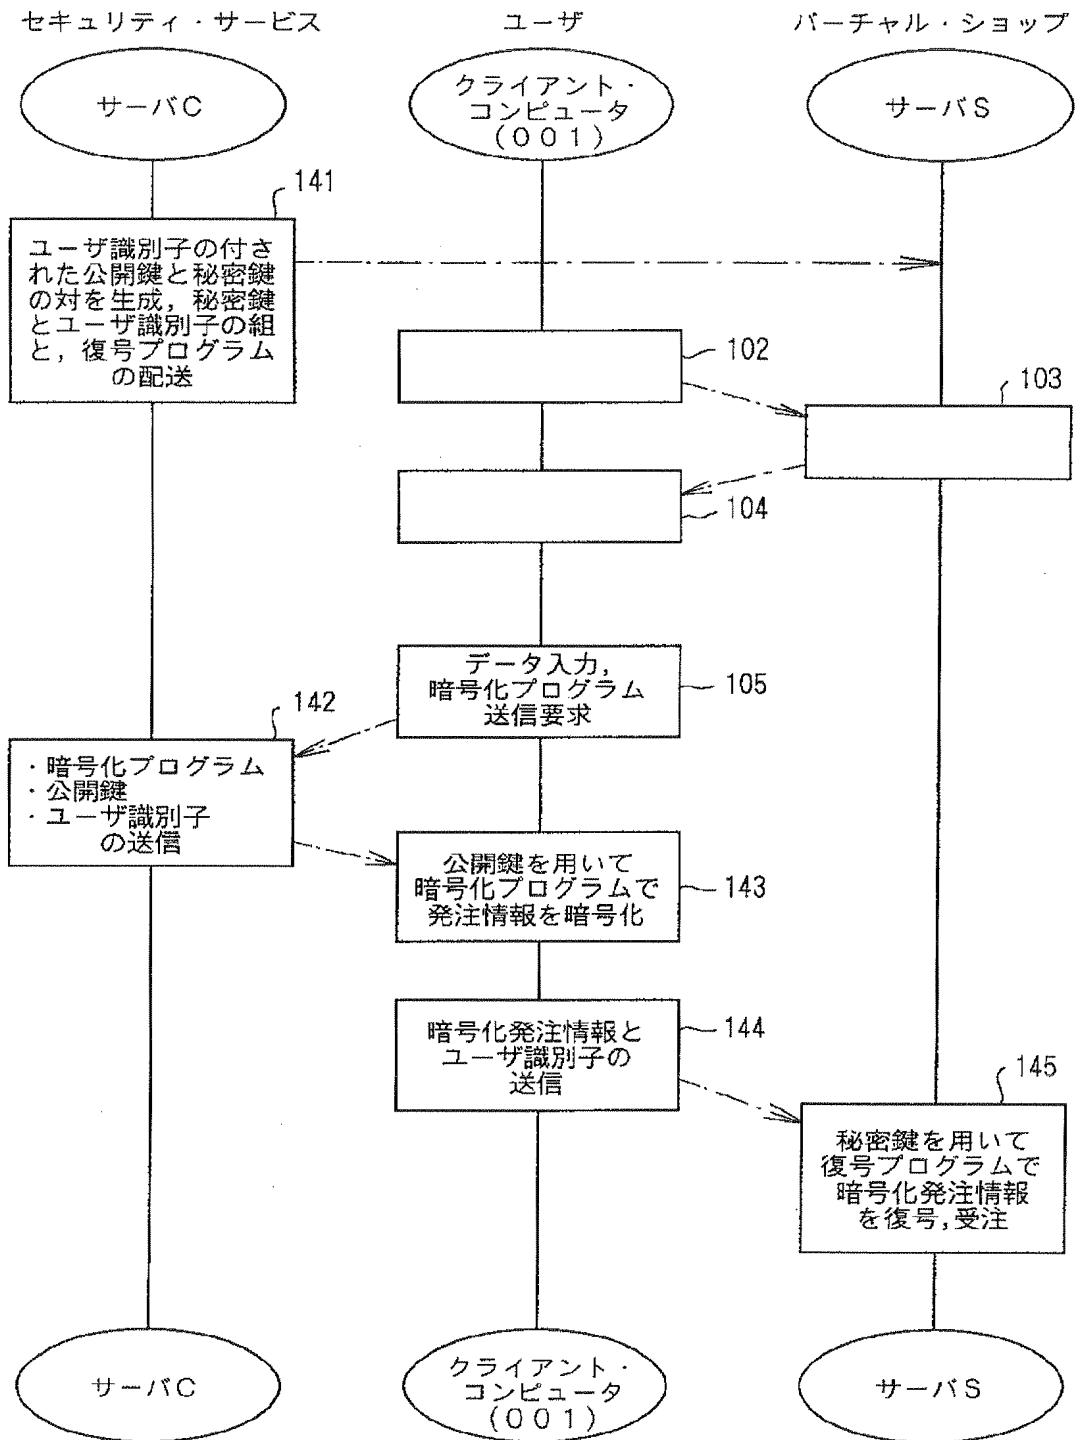 セキュリティ・サービス
ユーザ
バーチャル・ショップ
サーバC
クライアント・
コンピュータ
(001)
サーバS
141
ユーザ識別子の付さ
れた公開鍵と秘密鍵
の対を生成,秘密鍵
とユーザ識別子の組
と,復号プログラム
の配送
102
103
104
データ入力,
暗号化プログラム
送信要求
105
142
・暗号化プログラム
・公開鍵
・ユーザ識別子
の送信
公開鍵を用いて
暗号化プログラムで
発注情報を暗号化
143
暗号化発注情報と
ユーザ識別子の
送信
144
145
秘密鍵を用いて
復号プログラムで
暗号化発注情報
を復号,受注
サーバC
クライアント・
コンピュータ
(001)
サーバS